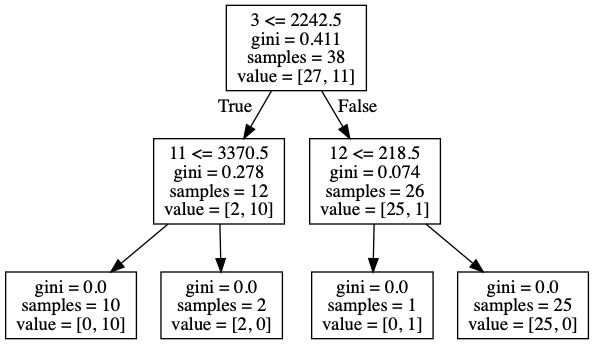 3 <= 2242.5
gini = 0.411
samples = 38
value = [27, 11]
True
False
11 <= 3370.5
gini = 0.278
samples = 12
value = [2, 10]
12 <= 218.5
gini = 0.074
samples = 26
value = [25, 1]
gini = 0.0
samples = 10
value = [0, 10]
gini = 0.0
samples = 2
value = [2, 0]
gini = 0.0
samples = 1
value = [0, 1]
gini = 0.0
samples = 25
value = [25, 0]